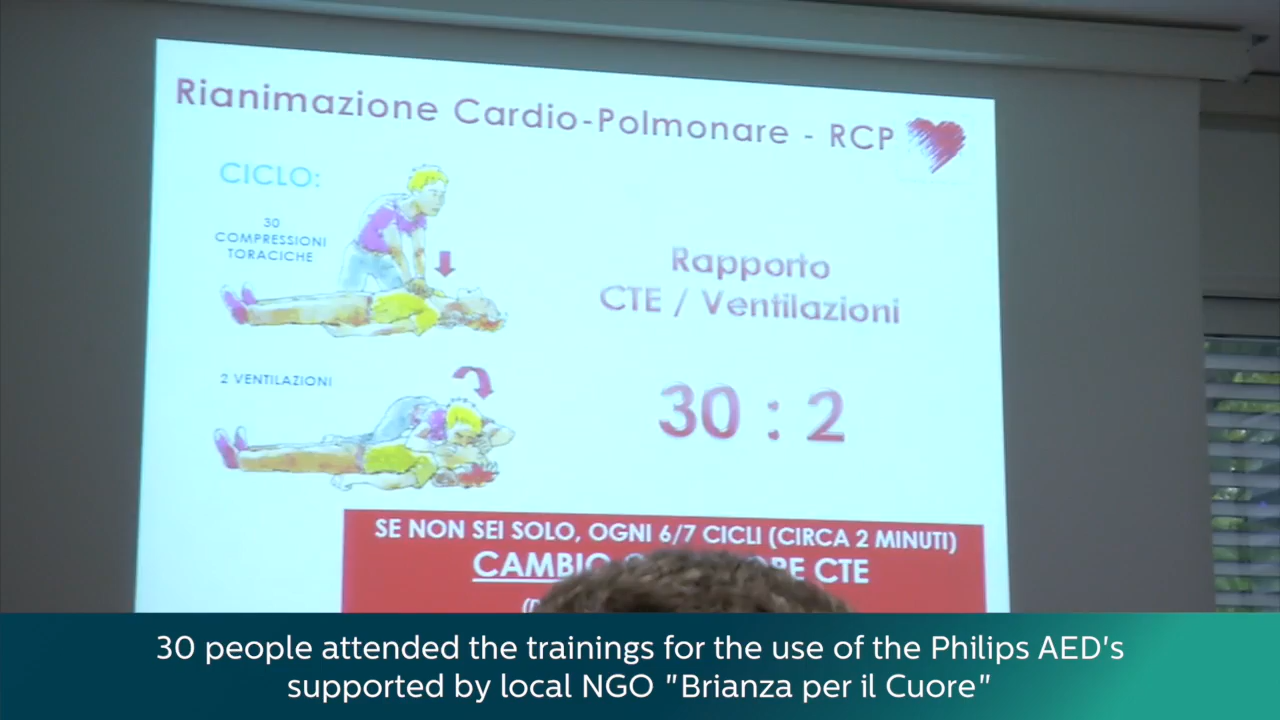 Rianimazione Cardio-Polmonare - RCP
CICLO:
30
COMPRESSIONI
TORACICHE
Rapporto
CTE / Ventilazioni
2 VENTILAZIONI
30 : 2
SE NON SEI SOLO, OGNI 6/7 CICLI (CIRCA 2 MINUTI)
CTE
30 people attended the trainings for the use of the Philips AED's
supported by local NGO "Brianza per il Cuore"